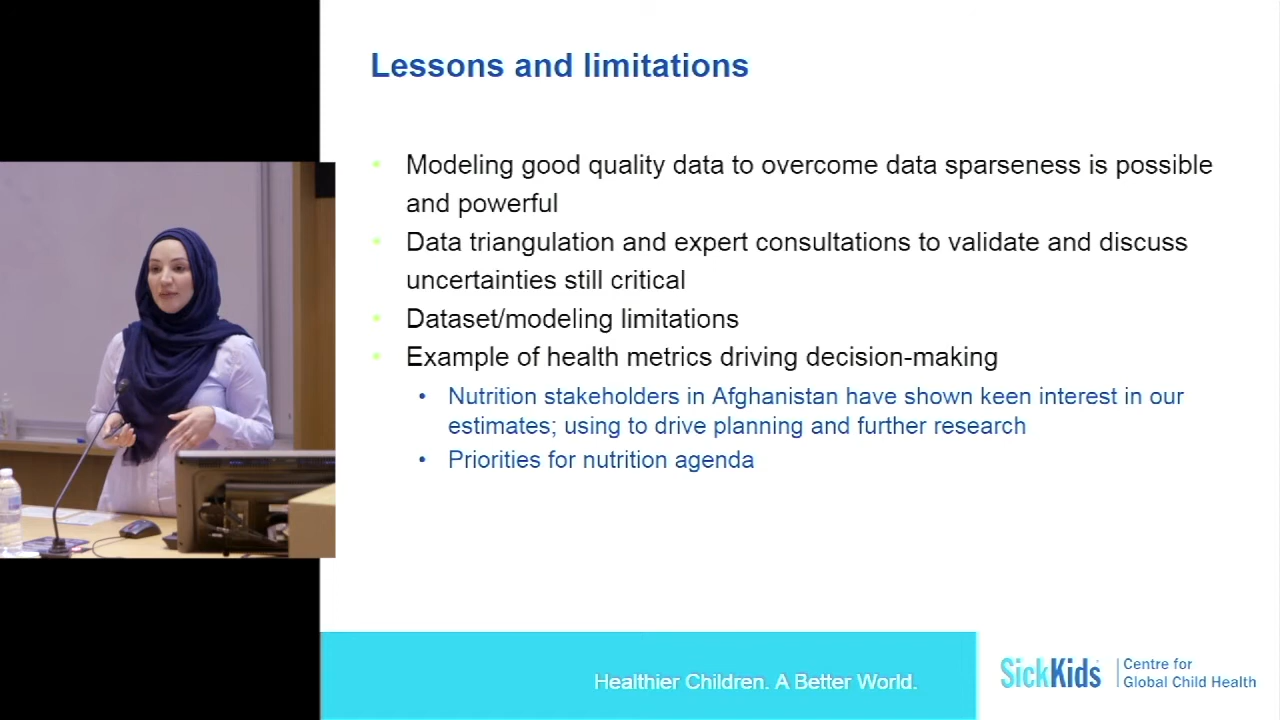 Lessons and limitations
• Modeling good quality data to overcome data sparseness is possible
and powerful
• Data triangulation and expert consultations to validate and discuss
uncertainties still critical
• Dataset/modeling limitations
• Example of health metrics driving decision-making
• Nutrition stakeholders in Afghanistan have shown keen interest in our
estimates; using to drive planning and further research
• Priorities for nutrition agenda
Healthier Children. A Better World.
SickKids
Centre for
Global Child Health